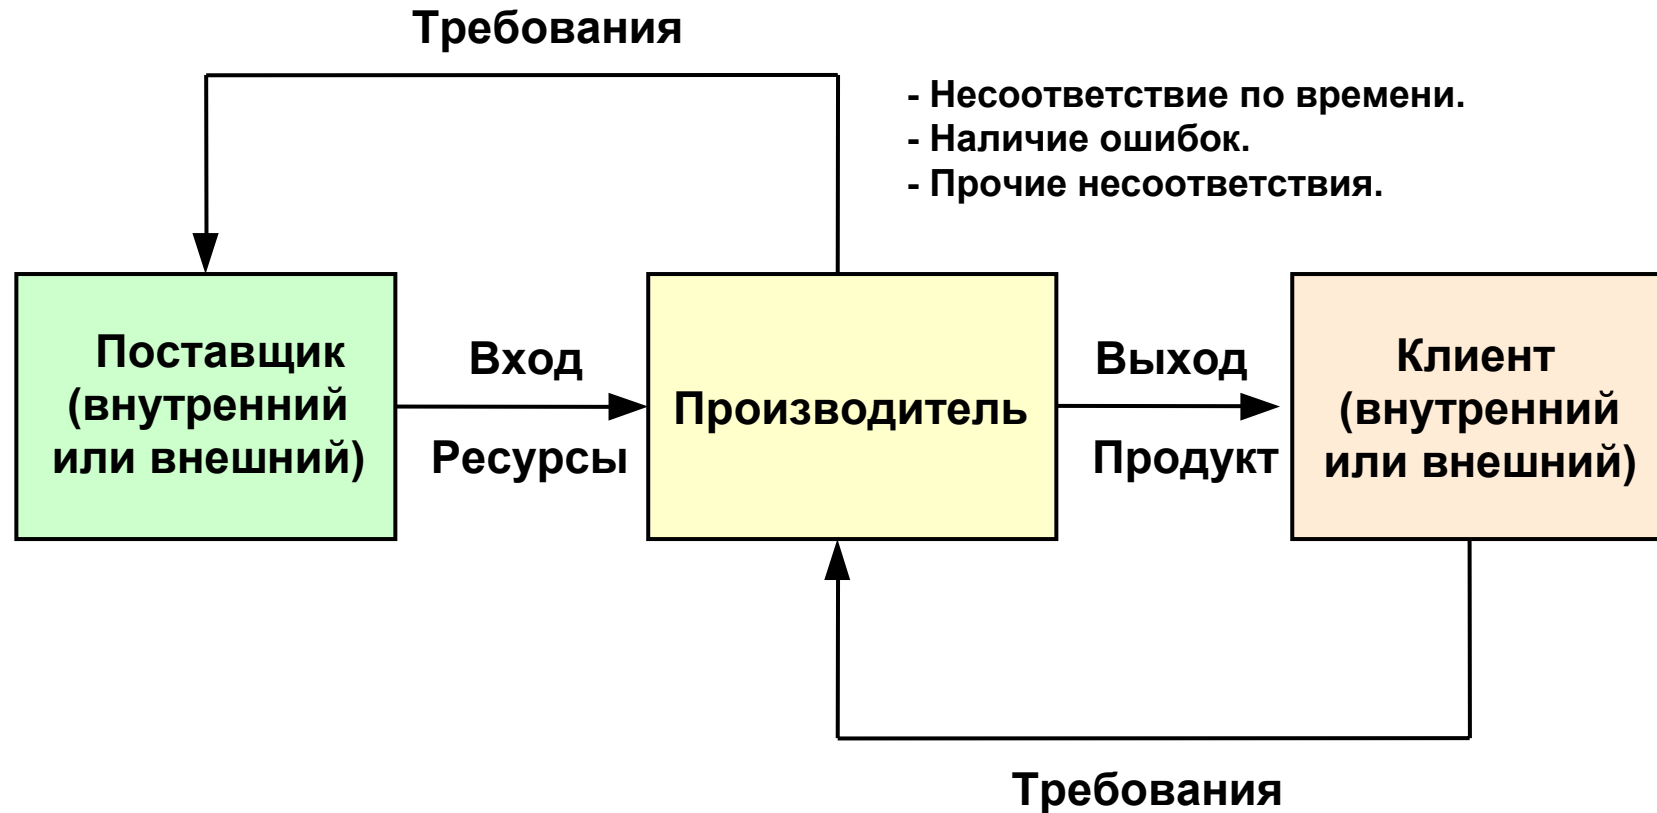 Требования
- Несоответствие по времени.
- Наличие ошибок.
- Прочие несоответствия.
Поставщик
(внутренний
или внешний)
Вход
Ресурсы
Производитель
Выход
Продукт
Клиент
(внутренний
или внешний)
Требования